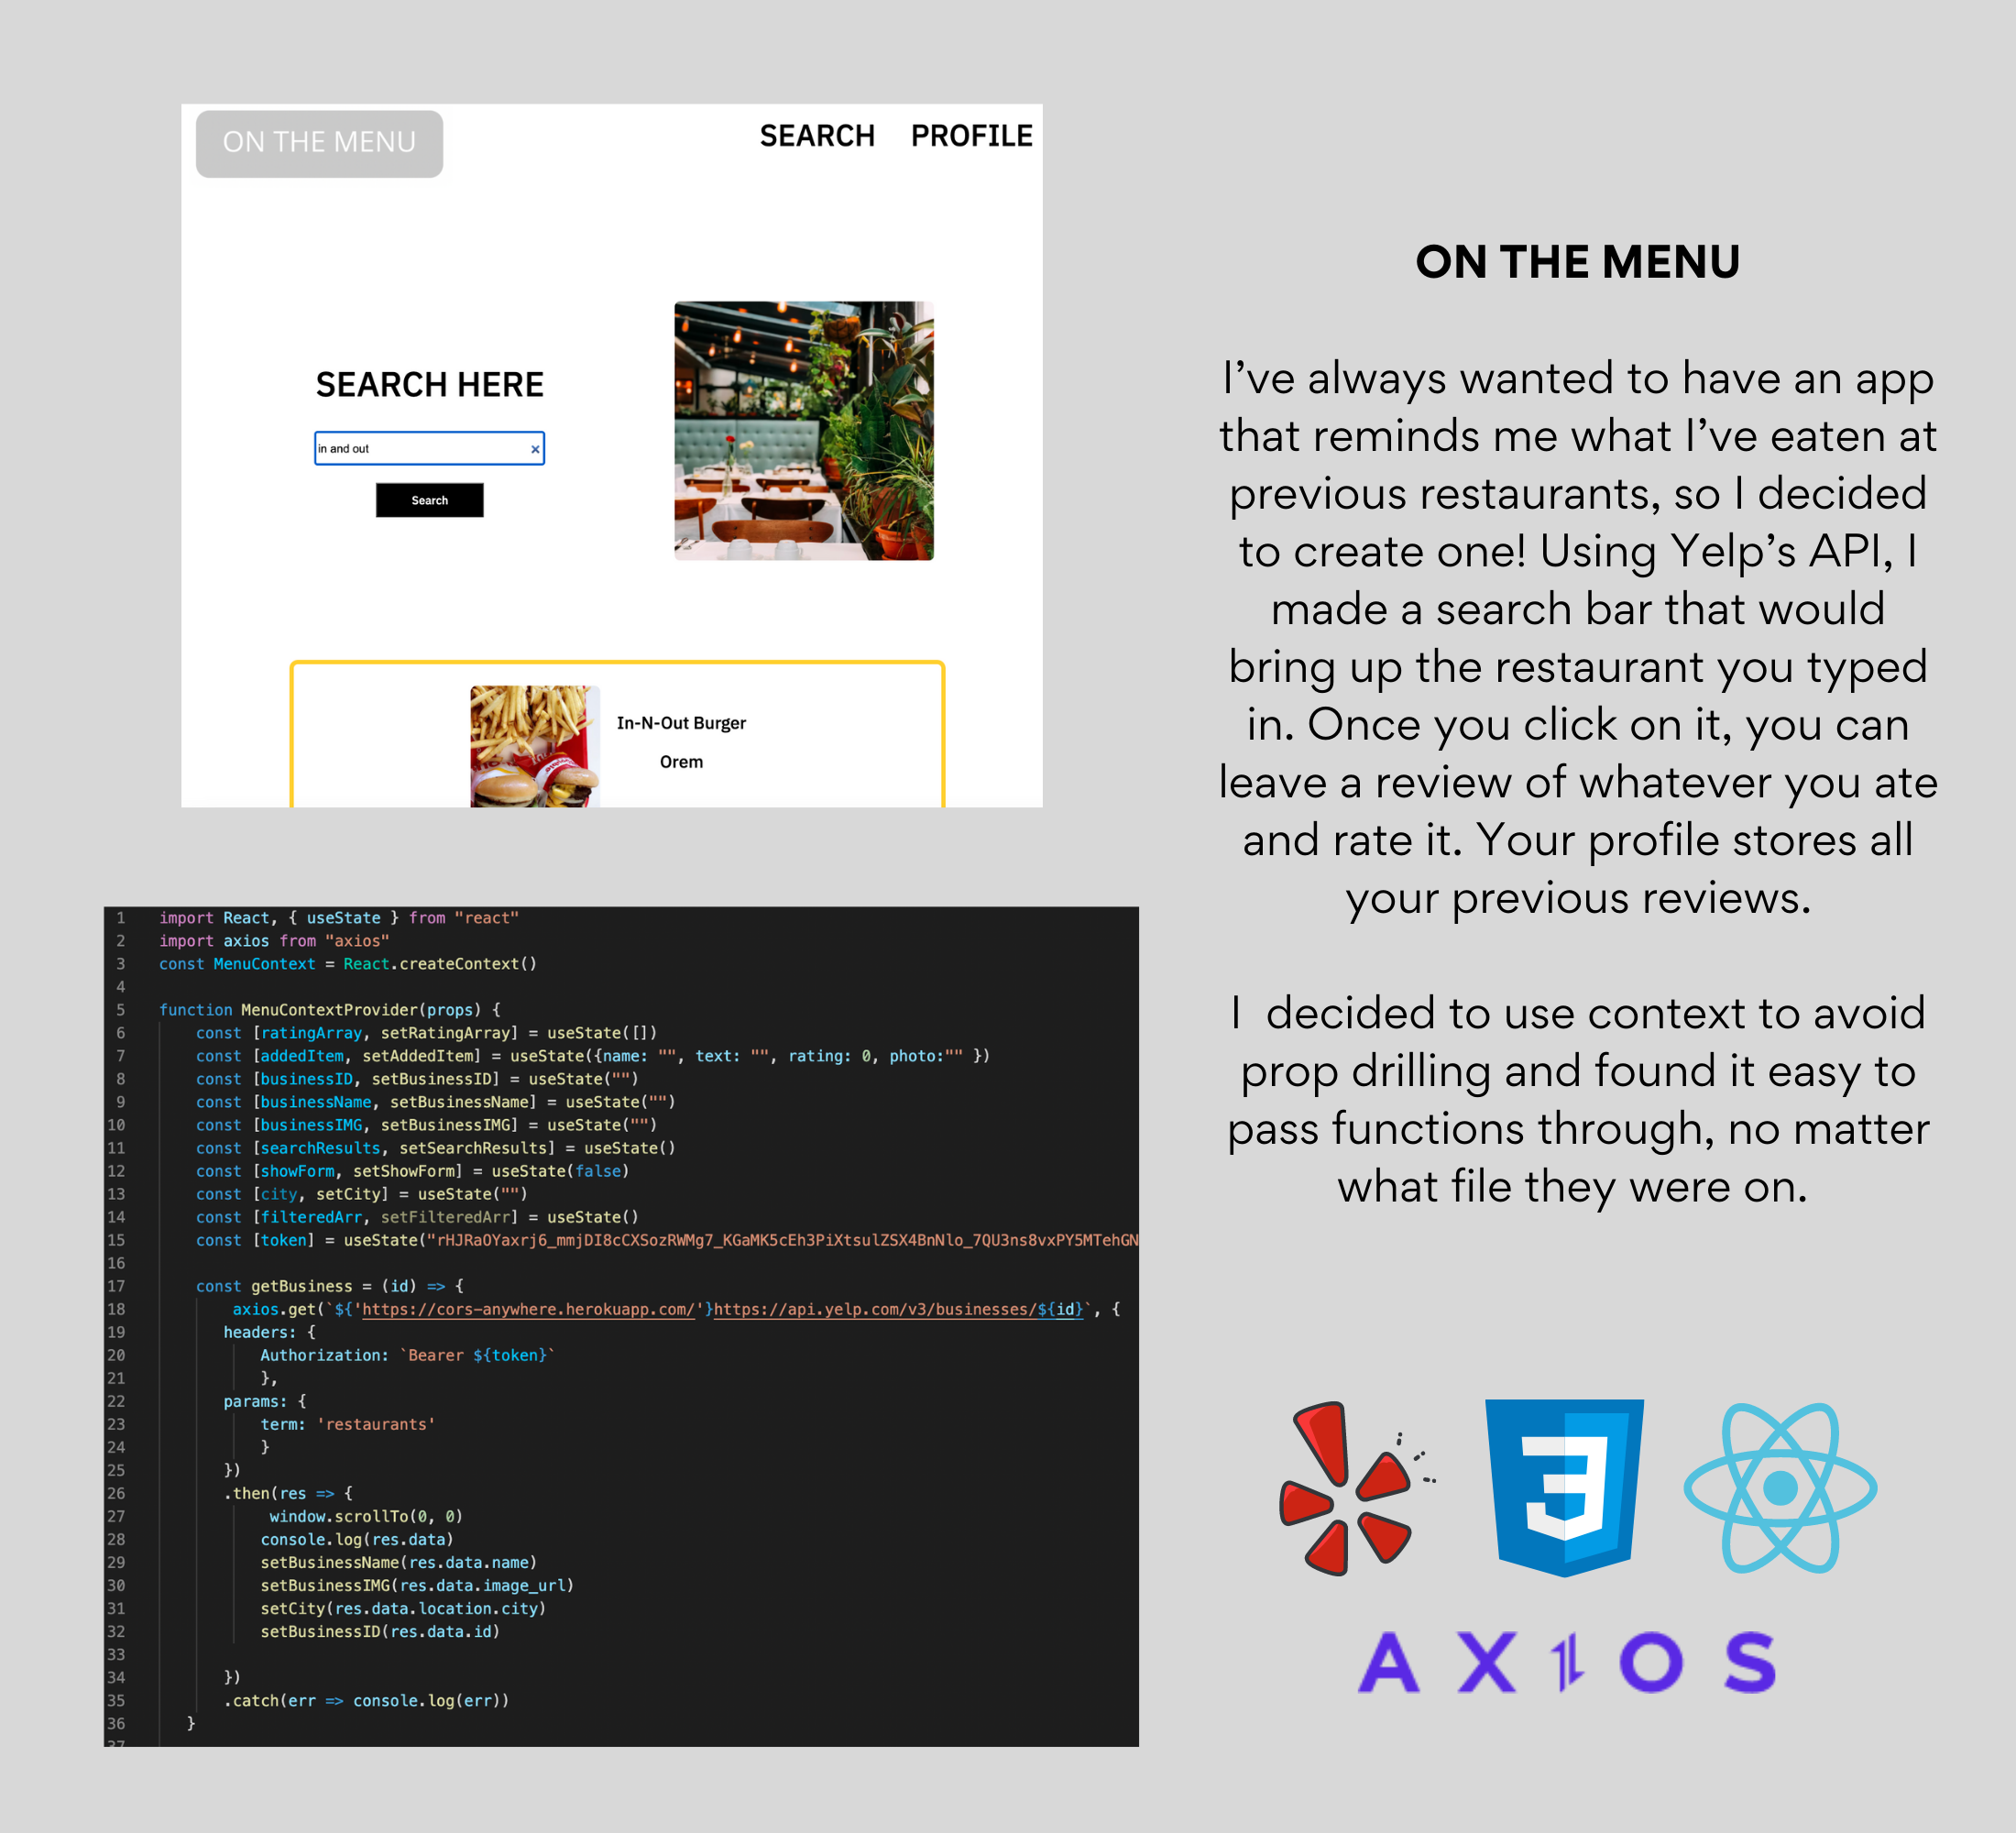 ON THE MENU
SEARCH PROFILE
SEARCH HERE
in and out ×
Search
In-N-Out Burger
Orem
ON THE MENU
I’ve always wanted to have an app
that reminds me what I’ve eaten at
previous restaurants, so I decided
to create one! Using Yelp’s API, I
made a search bar that would
bring up the restaurant you typed
in. Once you click on it, you can
leave a review of whatever you ate
and rate it. Your profile stores all
your previous reviews.
I decided to use context to avoid
prop drilling and found it easy to
pass functions through, no matter
what file they were on.
1 import React, { useState } from "react"
2 import axios from "axios"
3 const MenuContext = React.createContext()
4
5 function MenuContextProvider(props) {
6 const [ratingArray, setRatingArray] = useState([])
7 const [addedItem, setAddedItem] = useState({name: "", text: "", rating: 0, photo:"" })
8 const [businessID, setBusinessID] = useState("")
9 const [businessName, setBusinessName] = useState("")
10 const [businessIMG, setBusinessIMG] = useState("")
11 const [searchResults, setSearchResults] = useState()
12 const [showForm, setShowForm] = useState(false)
13 const [city, setCity] = useState("")
14 const [filteredArr, setFilteredArr] = useState()
15 const [token] = useState("rHJRaOYaxrj6_mmjDI8cCXSozRWMg7_KGaMK5cEh3PiXtsulZSX4BnNlo_7QU3ns8vxPY5MTehGN
16
17 const getBusiness = (id) => {
18 axios.get(`${'https://cors-anywhere.herokuapp.com/'}https://api.yelp.com/v3/businesses/${id}`, {
19 headers: {
20 Authorization: `Bearer ${token}`
21 },
22 params: {
23 term: 'restaurants'
24 }
25 })
26 .then(res => {
27 window.scrollTo(0, 0)
28 console.log(res.data)
29 setBusinessName(res.data.name)
30 setBusinessIMG(res.data.image_url)
31 setCity(res.data.location.city)
32 setBusinessID(res.data.id)
33
34 })
35 .catch(err => console.log(err))
36 }
37
AXIOS